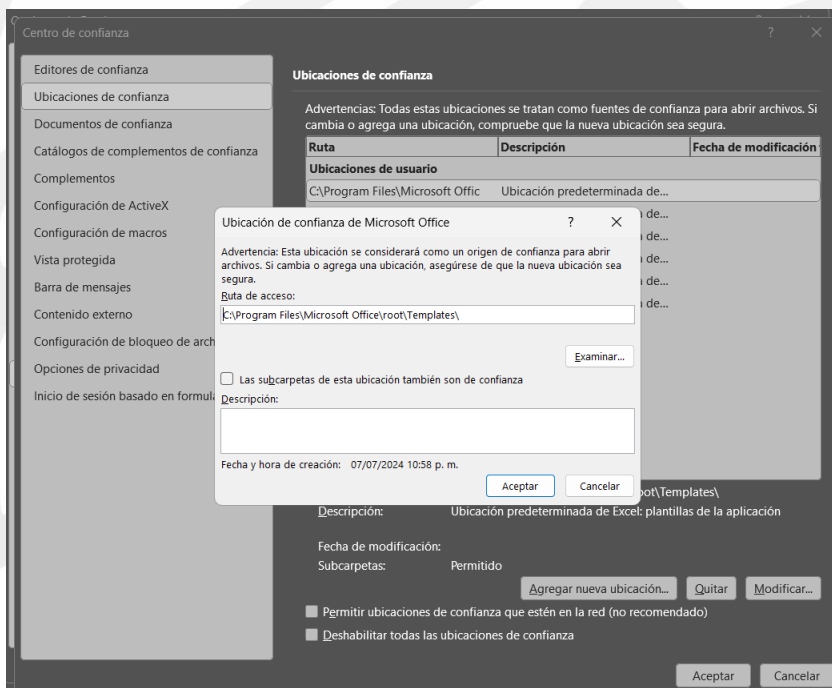 Centro de confianza
Editores de confianza
Ubicaciones de confianza
Documentos de confianza
Catálogos de complementos de confianza
Complementos
Configuración de ActiveX
Configuración de macros
Vista protegida
Barra de mensajes
Contenido externo
Configuración de bloqueo de arch
Opciones de privacidad
Inicio de sesión basado en formul
Ubicaciones de confianza
Advertencias: Todas estas ubicaciones se tratan como fuentes de confianza para abrir archivos. Si
cambia o agrega una ubicación, compruebe que la nueva ubicación sea segura.
Ruta Descripción Fecha de modificación
Ubicaciones de usuario
C:\Program Files\Microsoft Offic Ubicación predeterminada de...
de...
de...
de...
de...
de...
Ubicación de confianza de Microsoft Office ?
Advertencia: Esta ubicación se considerará como un origen de confianza para abrir
archivos. Si cambia o agrega una ubicación, asegúrese de que la nueva ubicación sea
segura.
Ruta de acceso:
C:\Program Files\Microsoft Office\root\Templates\
Examinar...
Las subcarpetas de esta ubicación también son de confianza
Descripción:
Fecha y hora de creación: 07/07/2024 10:58 p. m.
Aceptar Cancelar
oot\Templates\
Descripción: Ubicación predeterminada de Excel: plantillas de la aplicación
Fecha de modificación:
Subcarpetas: Permitido
Agregar nueva ubicación... Quitar Modificar...
Permitir ubicaciones de confianza que estén en la red (no recomendado)
Deshabilitar todas las ubicaciones de confianza
Aceptar Cancelar